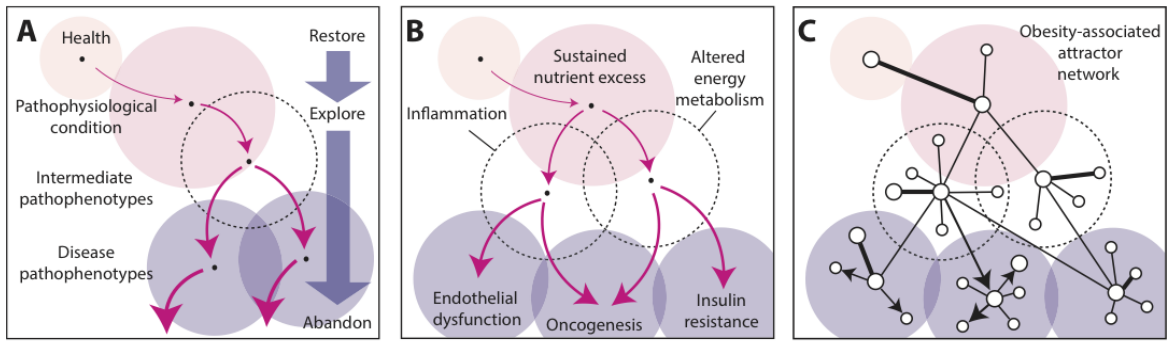 A
Health
Restore
Pathophysiological
condition
Explore
Intermediate
pathophenotypes
Disease
pathophenotypes
Abandon
B
Sustained
nutrient excess
Altered
energy
metabolism
Inflammation
Endothelial
dysfunction
Oncogenesis
Insulin
resistance
C
Obesity-associated
attractor
network